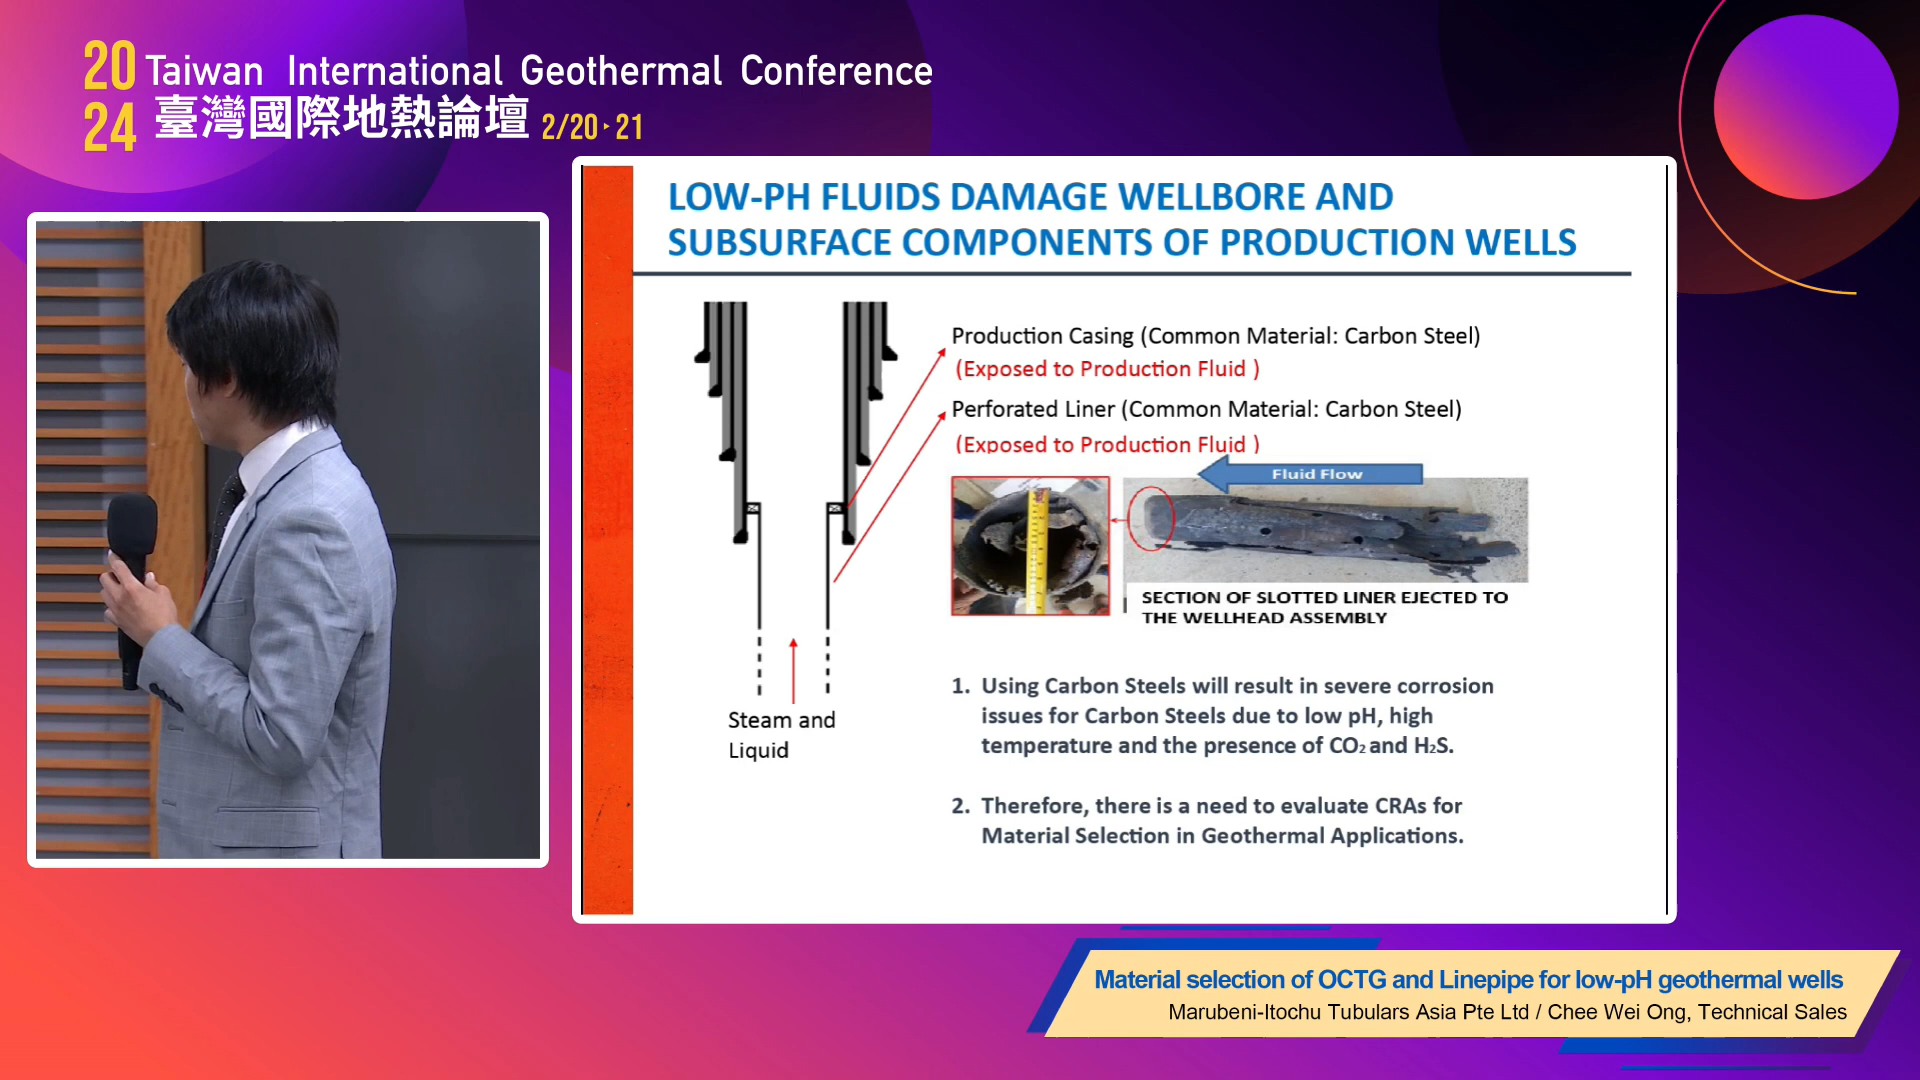 2024 Taiwan International Geothermal Conference
臺灣國際地熱論壇 2/20▸21
LOW-PH FLUIDS DAMAGE WELLBORE AND
SUBSURFACE COMPONENTS OF PRODUCTION WELLS
Production Casing (Common Material: Carbon Steel)
(Exposed to Production Fluid )
Perforated Liner (Common Material: Carbon Steel)
(Exposed to Production Fluid )
Fluid Flow
SECTION OF SLOTTED LINER EJECTED TO
THE WELLHEAD ASSEMBLY
Steam and
Liquid
1. Using Carbon Steels will result in severe corrosion
issues for Carbon Steels due to low pH, high
temperature and the presence of CO₂ and H₂S.
2. Therefore, there is a need to evaluate CRAs for
Material Selection in Geothermal Applications.
Material selection of OCTG and Linepipe for low-pH geothermal wells
Marubeni-Itochu Tubulars Asia Pte Ltd / Chee Wei Ong, Technical Sales